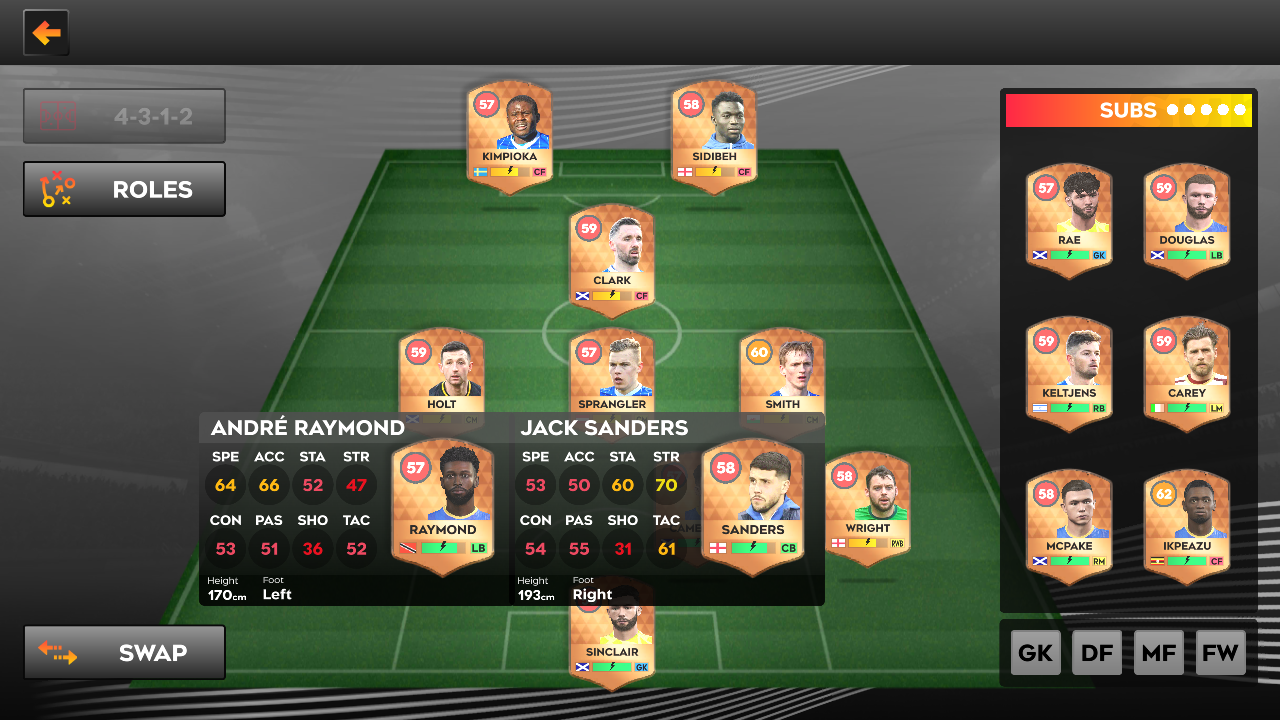 4-3-1-2
ROLES
57
KIMPIOKA
CF
58
SIDIBEH
CF
59
CLARK
CF
59
HOLT
CM
57
SPRANGLER
60
SMITH
CM
ANDRÉ RAYMOND
SPE ACC STA STR
64 66 52 47
CON PAS SHO TAC
53 51 36 52
Height Foot
170cm Left
57
RAYMOND
LB
JACK SANDERS
SPE ACC STA STR
53 50 60 70
CON PAS SHO TAC
54 55 31 61
Height Foot
193cm Right
58
SANDERS
CB
58
WRIGHT
RWB
SINCLAIR
GK
SWAP
SUBS
57
RAE
GK
59
DOUGLAS
LB
59
KELTJENS
RB
59
CAREY
LM
58
MCPAKE
RM
62
IKPEAZU
CF
GK DF MF FW